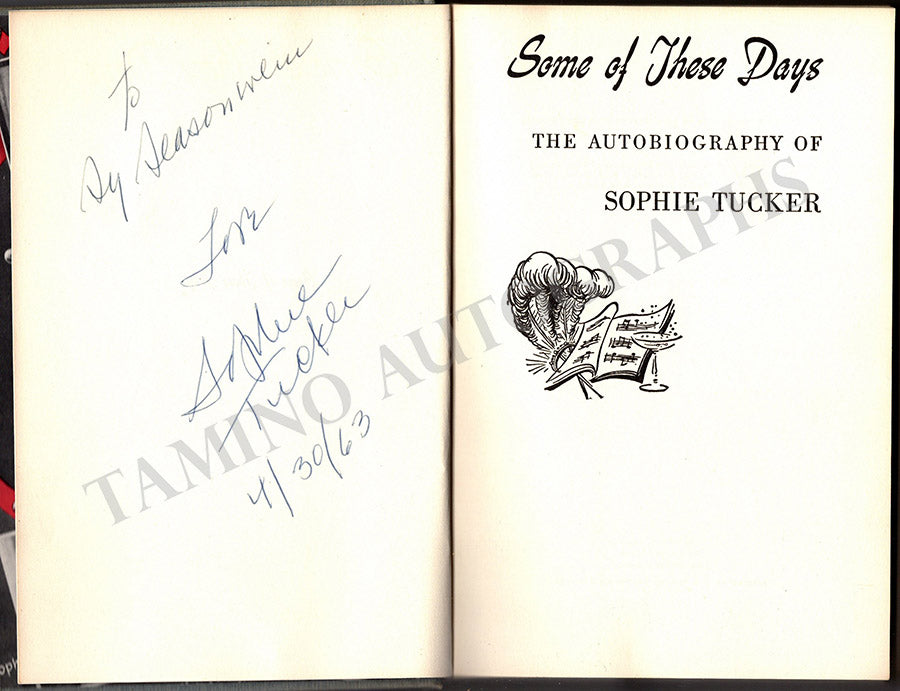 to
Sy Seasonwein
Love
Sophie
Tucker
4/30/63
Some of These Days
THE AUTOBIOGRAPHY OF
SOPHIE TUCKER
TAMINO AUTOGRAPHS